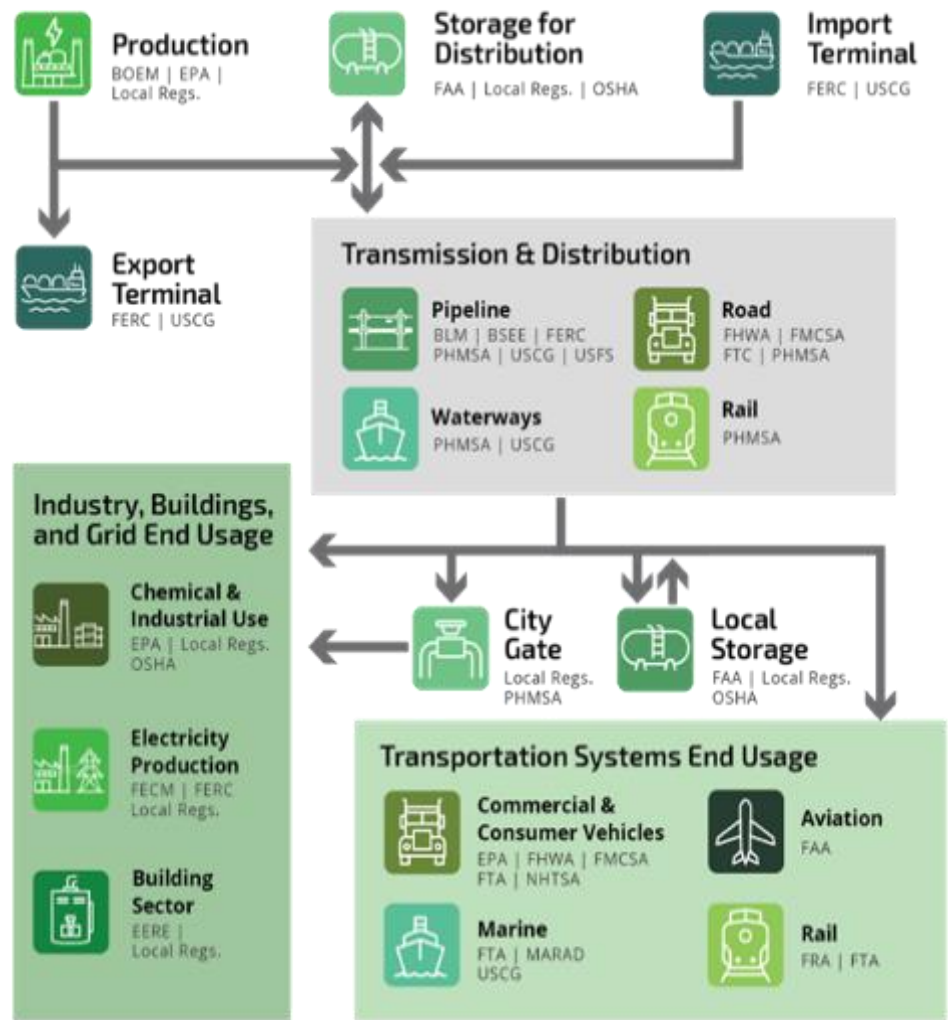 Production
BOEM | EPA |
Local Regs.
Storage for
Distribution
FAA | Local Regs. | OSHA
Import
Terminal
FERC | USCG
Export
Terminal
FERC | USCG
Transmission & Distribution
Pipeline
BLM | BSEE | FERC
PHMSA | USCG | USFS
Road
FHWA | FMCSA
FTC | PHMSA
Waterways
PHMSA | USCG
Rail
PHMSA
Industry, Buildings,
and Grid End Usage
Chemical &
Industrial Use
EPA | Local Regs.
OSHA
Electricity
Production
FECM | FERC
Local Regs.
Building
Sector
EERE |
Local Regs.
City
Gate
Local Regs.
PHMSA
Local
Storage
FAA | Local Regs.
OSHA
Transportation Systems End Usage
Commercial &
Consumer Vehicles
EPA | FHWA | FMCSA
FTA | NHTSA
Aviation
FAA
Marine
FTA | MARAD
USCG
Rail
FRA | FTA